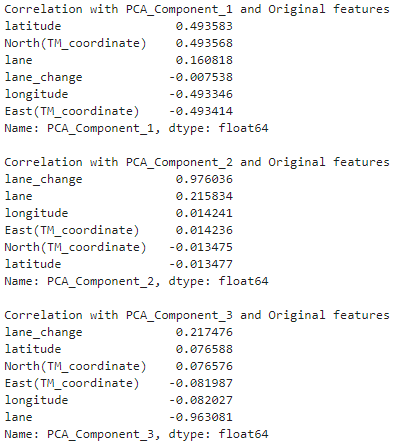 Correlation with PCA_Component_1 and Original features
latitude 0.493583
North(TM_coordinate) 0.493568
lane 0.160818
lane_change -0.007538
longitude -0.493346
East(TM_coordinate) -0.493414
Name: PCA_Component_1, dtype: float64
Correlation with PCA_Component_2 and Original features
lane_change 0.976036
lane 0.215834
longitude 0.014241
East(TM_coordinate) 0.014236
North(TM_coordinate) -0.013475
latitude -0.013477
Name: PCA_Component_2, dtype: float64
Correlation with PCA_Component_3 and Original features
lane_change 0.217476
latitude 0.076588
North(TM_coordinate) 0.076576
East(TM_coordinate) -0.081987
longitude -0.082027
lane -0.963081
Name: PCA_Component_3, dtype: float64